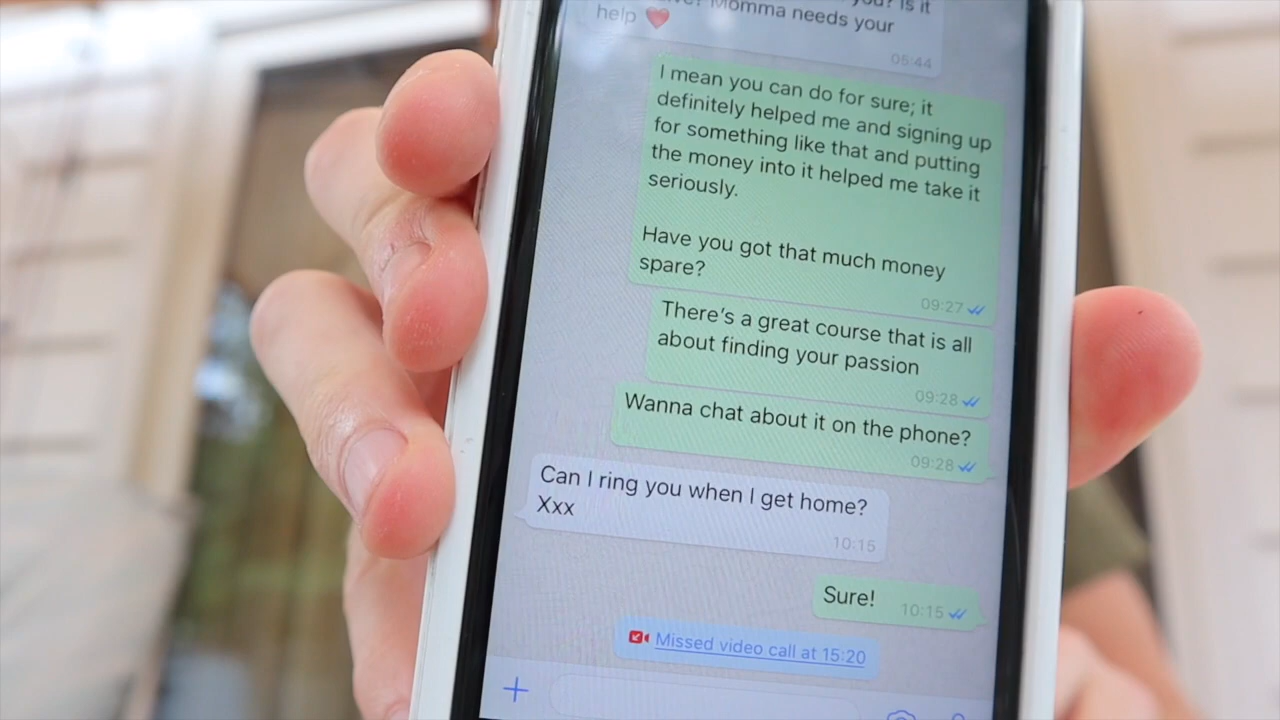 you? Is it
Momma needs your
help ❤️
05:44
I mean you can do for sure; it
definitely helped me and signing up
for something like that and putting
the money into it helped me take it
seriously.
Have you got that much money
spare?
09:27
There's a great course that is all
about finding your passion
09:28
Wanna chat about it on the phone?
09:28
Can I ring you when I get home?
Xxx
10:15
Sure!
10:15
Missed video call at 15:20